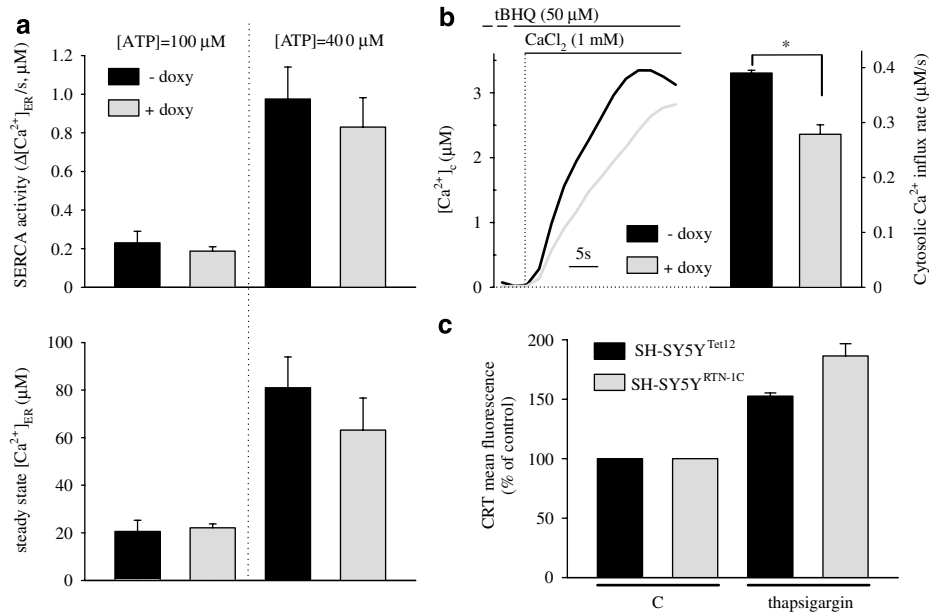 a
[ATP]=100 µM
[ATP]=400 µM
SERCA activity (Δ[Ca²⁺]ER/s, µM)
1.2
1.0
0.8
0.6
0.4
0.2
0
- doxy
+ doxy
steady state [Ca²⁺]ER (µM)
100
80
60
40
20
0
b
tBHQ (50 µM)
CaCl₂ (1 mM)
[Ca²⁺]c (µM)
3
2
1
0
5s
- doxy
+ doxy
*
0.4
0.3
0.2
0.1
0
Cytosolic Ca²⁺ influx rate (µM/s)
c
CRT mean fluorescence
(% of control)
200
150
100
50
0
SH-SY5Y^Tet12
SH-SY5Y^RTN-1C
C
thapsigargin